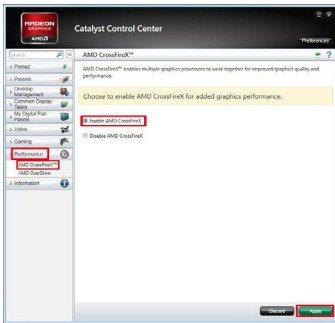 RADEON
GRAPHICS
AMD
Catalyst Control Center
Preferences
Search
AMD CrossFireX™
Pinned
Presets
Desktop
Management
Common Display
Tasks
My Digital Flat-
Panels
Video
Gaming
Performance
AMD CrossFireX™
AMD OverDrive
Information
AMD CrossFireX™ enables multiple graphics processors to work together for improved graphics quality and
performance.
Choose to enable AMD CrossFireX for added graphics performance.
Enable AMD CrossFireX
Disable AMD CrossFireX
Discard
Apply